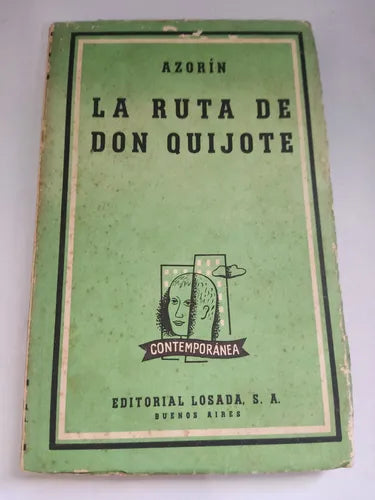 AZORÍN
LA RUTA DE
DON QUIJOTE
CONTEMPORÁNEA
EDITORIAL LOSADA, S. A.
BUENOS AIRES